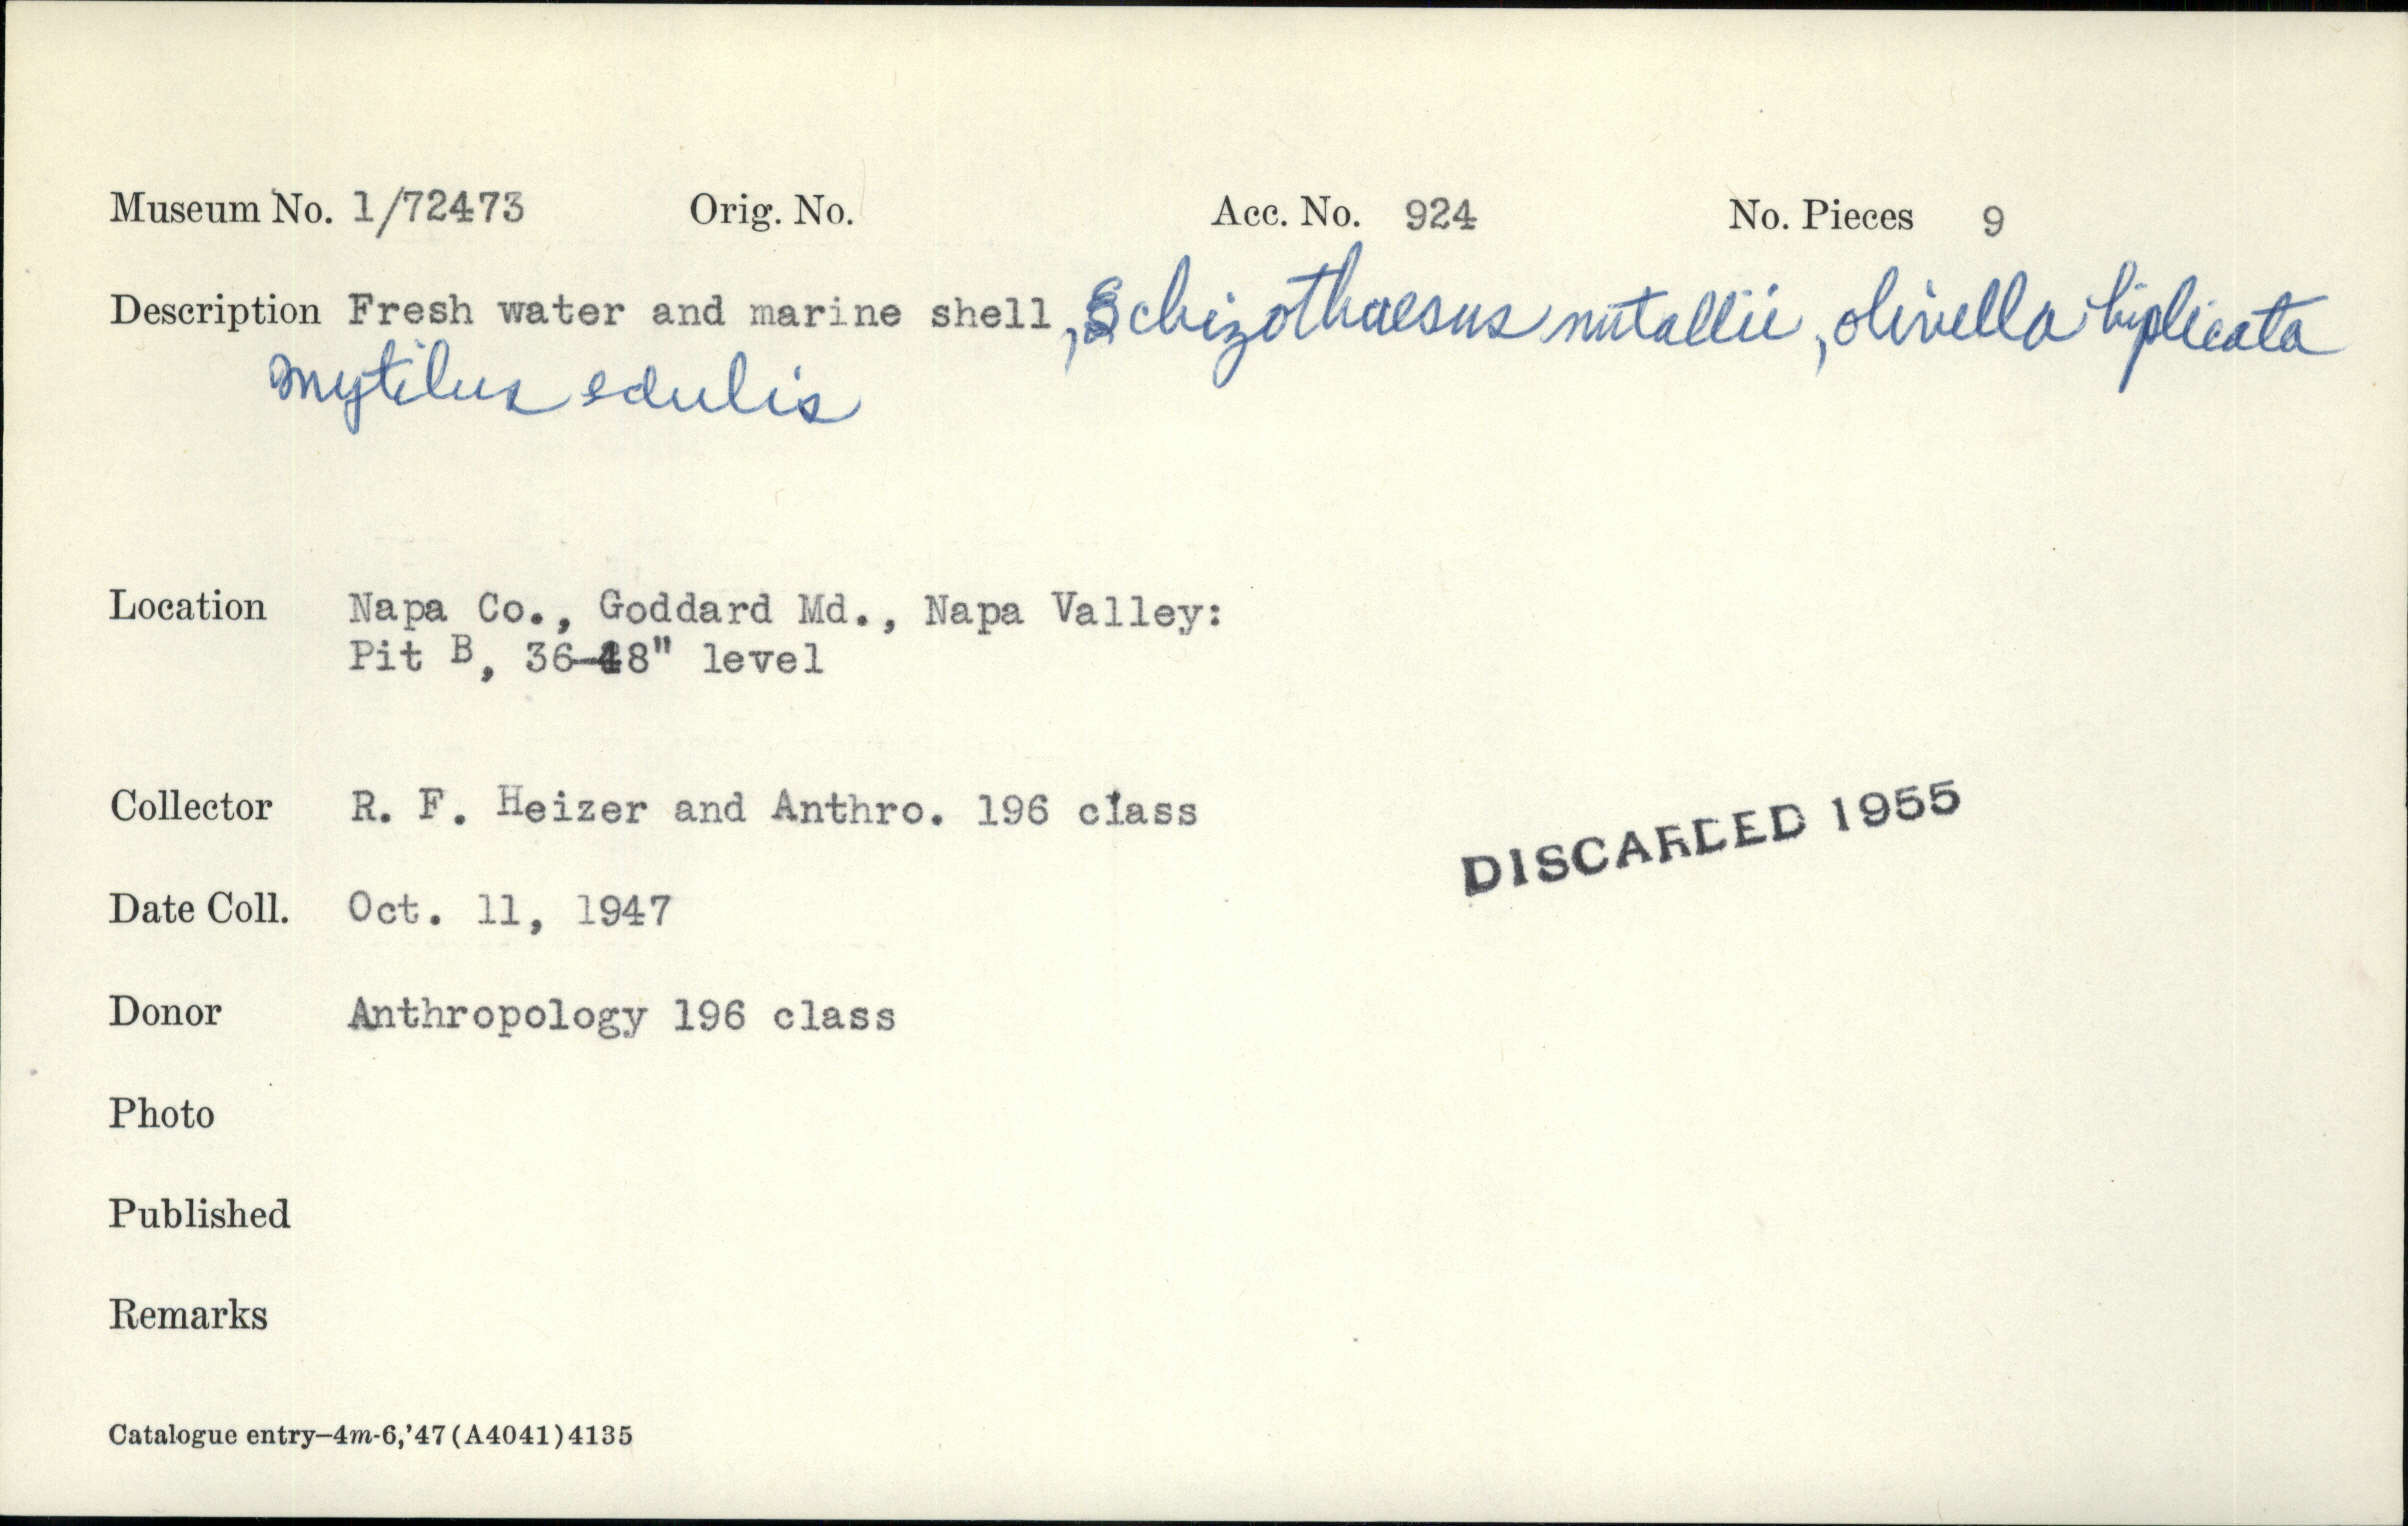 Museum No. 1/72473 Orig. No. Acc. No. 924 No. Pieces 9
Description Fresh water and marine shell, Schizothaesus nutallii, olivella biplicata
mytilus edulis
Location Napa Co., Goddard Md., Napa Valley:
Pit B, 36-48" level
Collector R. F. Heizer and Anthro. 196 class
DISCARDED 1955
Date Coll. Oct. 11, 1947
Donor Anthropology 196 class
Photo
Published
Remarks
Catalogue entry–4m-6,'47(A4041)4135